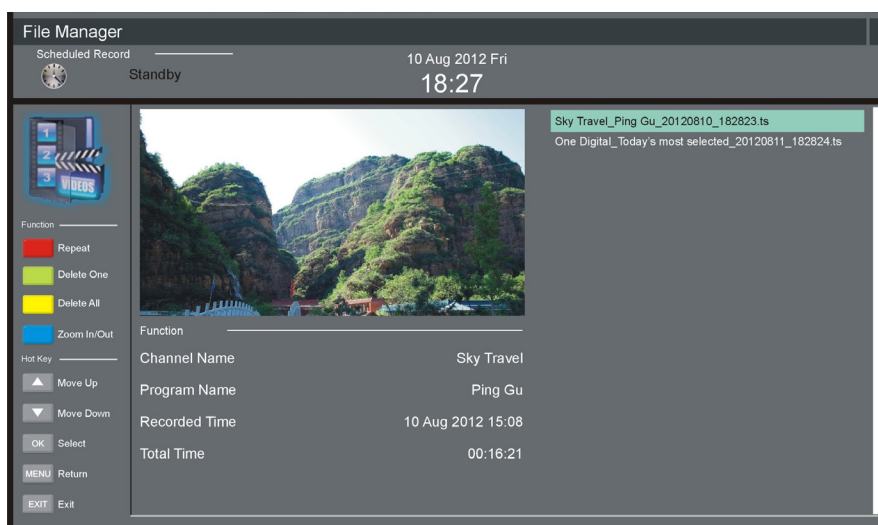 File Manager
Scheduled Record
Standby
10 Aug 2012 Fri
18:27
1
2
3
VIDEOS
Function
Repeat
Delete One
Delete All
Zoom In/Out
Hot Key
Move Up
Move Down
OK Select
MENU Return
EXIT Exit
Function
Channel Name Sky Travel
Program Name Ping Gu
Recorded Time 10 Aug 2012 15:08
Total Time 00:16:21
Sky Travel_Ping Gu_20120810_182823.ts
One Digital_Today's most selected_20120811_182824.ts